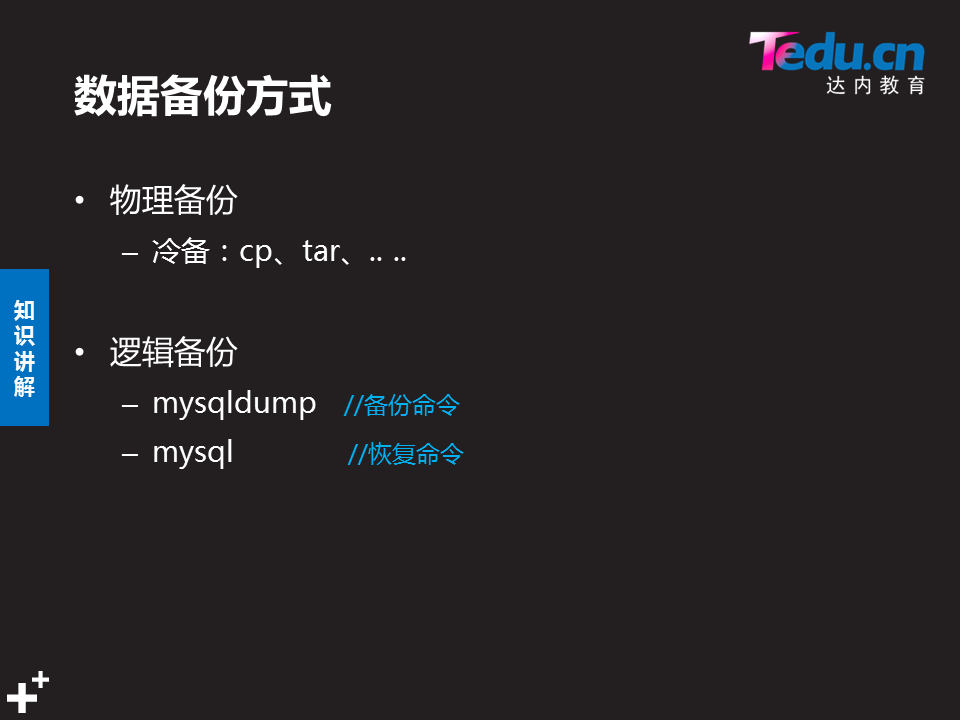 Tedu.cn
达内教育
数据备份方式
• 物理备份
– 冷备：cp、tar、.. ..
知识讲解
• 逻辑备份
– mysqldump //备份命令
– mysql //恢复命令